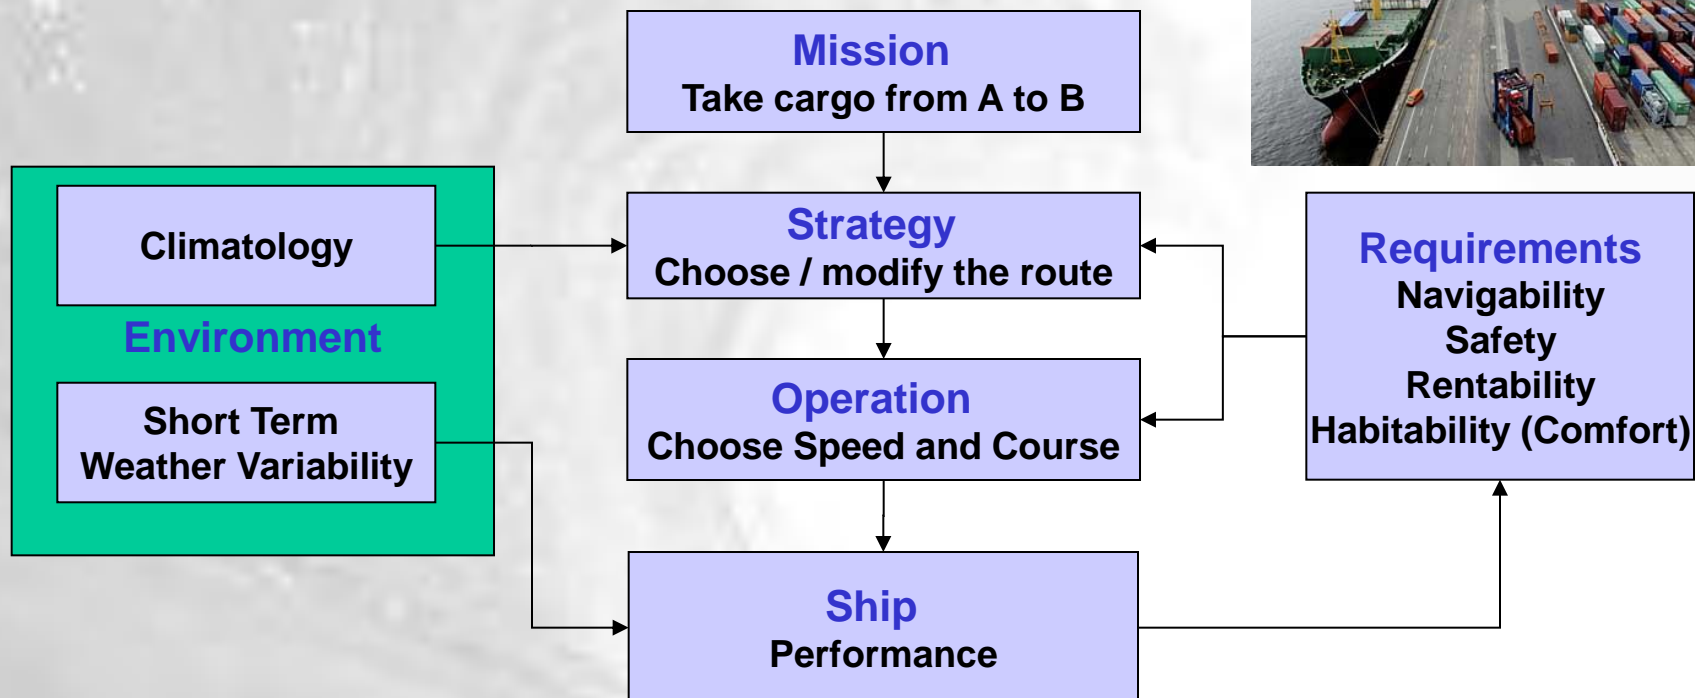 Mission
Take cargo from A to B
Climatology
Environment
Short Term
Weather Variability
Strategy
Choose / modify the route
Operation
Choose Speed and Course
Ship
Performance
Requirements
Navigability
Safety
Rentability
Habitability (Comfort)